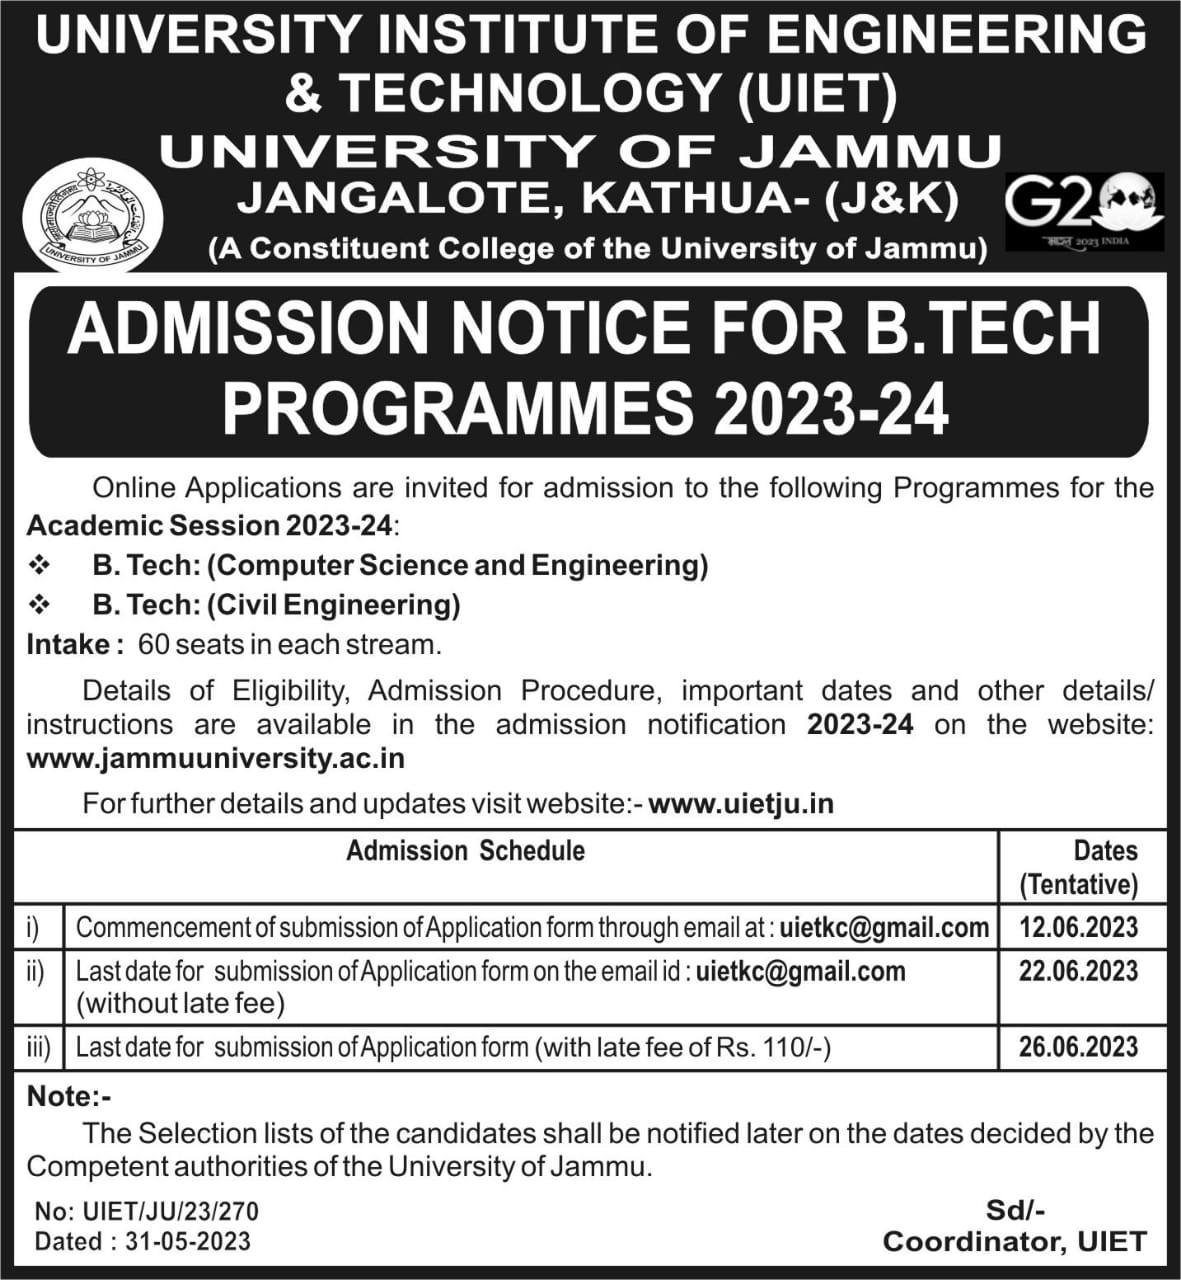 UNIVERSITY INSTITUTE OF ENGINEERING
& TECHNOLOGY (UIET)
UNIVERSITY OF JAMMU
JANGALOTE, KATHUA- (J&K)
(A Constituent College of the University of Jammu)
UNIVERSITY OF JAMMU
G20
भारत 2023 INDIA
ADMISSION NOTICE FOR B.TECH
PROGRAMMES 2023-24
Online Applications are invited for admission to the following Programmes for the
Academic Session 2023-24:
❖ B. Tech: (Computer Science and Engineering)
❖ B. Tech: (Civil Engineering)
Intake : 60 seats in each stream.
Details of Eligibility, Admission Procedure, important dates and other details/
instructions are available in the admission notification 2023-24 on the website:
www.jammuuniversity.ac.in
For further details and updates visit website:- www.uietju.in
Admission Schedule Dates
(Tentative)
i) Commencement of submission of Application form through email at : uietkc@gmail.com 12.06.2023
ii) Last date for submission of Application form on the email id : uietkc@gmail.com 22.06.2023
(without late fee)
iii) Last date for submission of Application form (with late fee of Rs. 110/-) 26.06.2023
Note:-
The Selection lists of the candidates shall be notified later on the dates decided by the
Competent authorities of the University of Jammu.
No: UIET/JU/23/270 Sd/-
Dated : 31-05-2023 Coordinator, UIET